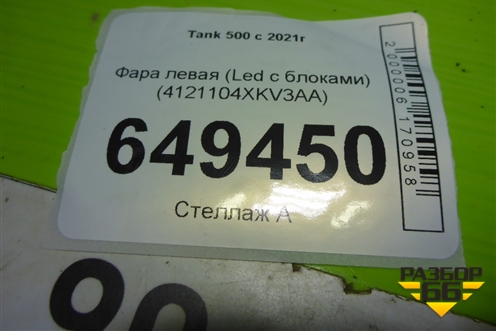 Tank 500 с 2021г
Фара левая (Led с блоками)
(4121104XKV3AA)
649450
Стеллаж А
2000006170958
РАЗБОР
66